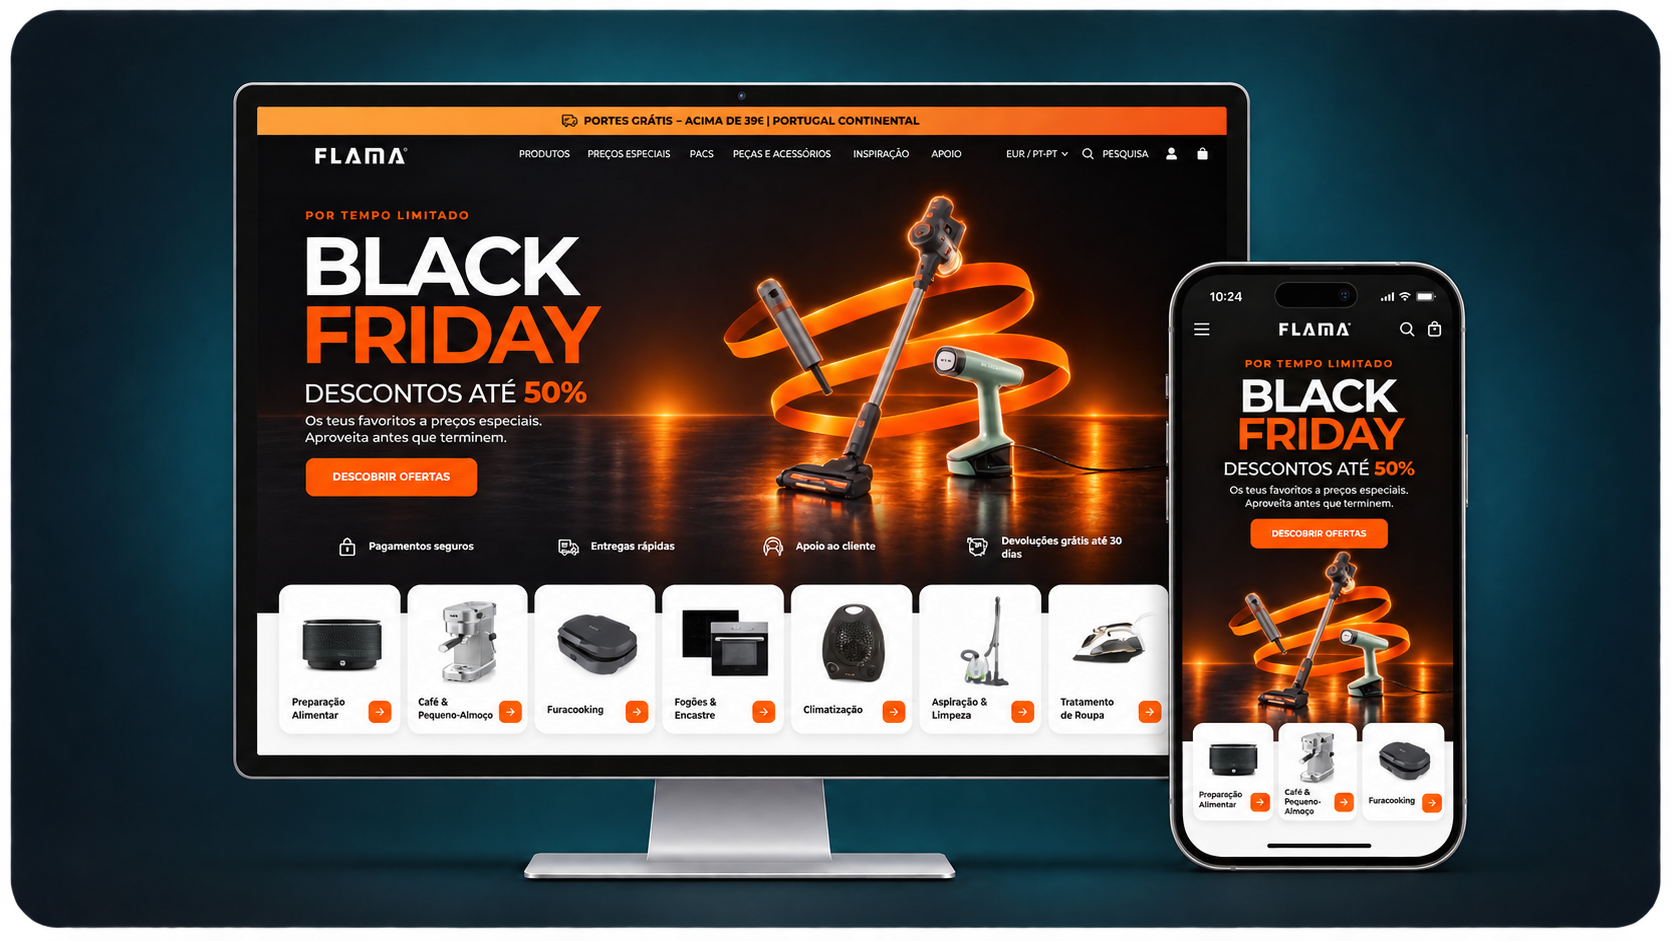 PORTES GRÁTIS – ACIMA DE 39€ | PORTUGAL CONTINENTAL
FLAMA
PRODUTOS PREÇOS ESPECIAIS PACS PEÇAS E ACESSÓRIOS INSPIRAÇÃO APOIO EUR / PT-PT PESQUISA
POR TEMPO LIMITADO
BLACK
FRIDAY
DESCONTOS ATÉ 50%
Os teus favoritos a preços especiais.
Aproveita antes que terminem.
DESCOBRIR OFERTAS
Pagamentos seguros
Entregas rápidas
Apoio ao cliente
Devoluções grátis até 30
dias
Preparação
Alimentar
Café &
Pequeno-Almoço
Furacooking
Fogões &
Encastre
Climatização
Aspiração &
Limpeza
Tratamento
de Roupa
10:24
FLAMA
POR TEMPO LIMITADO
BLACK
FRIDAY
DESCONTOS ATÉ 50%
Os teus favoritos a preços especiais.
Aproveita antes que terminem.
DESCOBRIR OFERTAS
Preparação
Alimentar
Café &
Pequeno-
Almoço
Furacooking